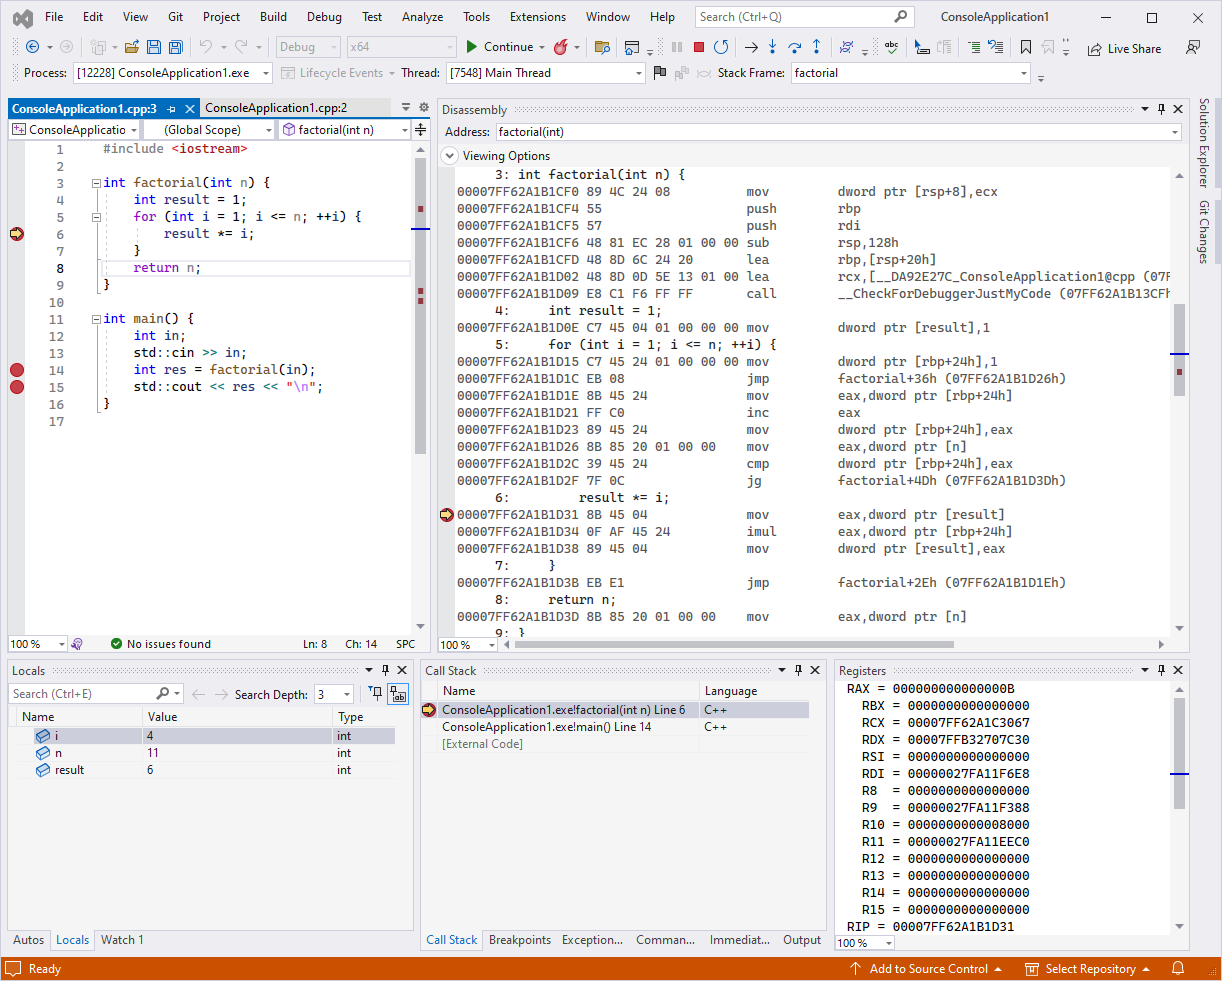 File Edit View Git Project Build Debug Test Analyze Tools Extensions Window Help Search (Ctrl+Q) ConsoleApplication1
Debug x64 Continue abc Live Share
Process: [12228] ConsoleApplication1.exe Lifecycle Events Thread: [7548] Main Thread Stack Frame: factorial
ConsoleApplication1.cpp:3 ConsoleApplication1.cpp:2
ConsoleApplicatio (Global Scope) factorial(int n)
1 #include <iostream>
2
3 int factorial(int n) {
4 int result = 1;
5 for (int i = 1; i <= n; ++i) {
6 result *= i;
7 }
8 return n;
9 }
10
11 int main() {
12 int in;
13 std::cin >> in;
14 int res = factorial(in);
15 std::cout << res << "\n";
16 }
17
100 % No issues found Ln: 8 Ch: 14 SPC
Disassembly
Address: factorial(int)
Viewing Options
3: int factorial(int n) {
00007FF62A1B1CF0 89 4C 24 08 mov dword ptr [rsp+8],ecx
00007FF62A1B1CF4 55 push rbp
00007FF62A1B1CF5 57 push rdi
00007FF62A1B1CF6 48 81 EC 28 01 00 00 sub rsp,128h
00007FF62A1B1CFD 48 8D 6C 24 20 lea rbp,[rsp+20h]
00007FF62A1B1D02 48 8D 0D 5E 13 01 00 lea rcx,[__DA92E27C_ConsoleApplication1@cpp (07F
00007FF62A1B1D09 E8 C1 F6 FF FF call __CheckForDebuggerJustMyCode (07FF62A1B13CFh
4: int result = 1;
00007FF62A1B1D0E C7 45 04 01 00 00 00 mov dword ptr [result],1
5: for (int i = 1; i <= n; ++i) {
00007FF62A1B1D15 C7 45 24 01 00 00 00 mov dword ptr [rbp+24h],1
00007FF62A1B1D1C EB 08 jmp factorial+36h (07FF62A1B1D26h)
00007FF62A1B1D1E 8B 45 24 mov eax,dword ptr [rbp+24h]
00007FF62A1B1D21 FF C0 inc eax
00007FF62A1B1D23 89 45 24 mov dword ptr [rbp+24h],eax
00007FF62A1B1D26 8B 85 20 01 00 00 mov eax,dword ptr [n]
00007FF62A1B1D2C 39 45 24 cmp dword ptr [rbp+24h],eax
00007FF62A1B1D2F 7F 0C jg factorial+4Dh (07FF62A1B1D3Dh)
6: result *= i;
00007FF62A1B1D31 8B 45 04 mov eax,dword ptr [result]
00007FF62A1B1D34 0F AF 45 24 imul eax,dword ptr [rbp+24h]
00007FF62A1B1D38 89 45 04 mov dword ptr [result],eax
7: }
00007FF62A1B1D3B EB E1 jmp factorial+2Eh (07FF62A1B1D1Eh)
8: return n;
00007FF62A1B1D3D 8B 85 20 01 00 00 mov eax,dword ptr [n]
9: }
100 %
Solution Explorer
Git Changes
Locals
Search (Ctrl+E) Search Depth: 3 ab
Name Value Type
i 4 int
n 11 int
result 6 int
Autos Locals Watch 1
Call Stack
Name Language
ConsoleApplication1.exe!factorial(int n) Line 6 C++
ConsoleApplication1.exe!main() Line 14 C++
[External Code]
Call Stack Breakpoints Exception... Comman... Immediat... Output
Registers
RAX = 000000000000000B
RBX = 0000000000000000
RCX = 00007FF62A1C3067
RDX = 00007FFB32707C30
RSI = 0000000000000000
RDI = 00000027FA11F6E8
R8 = 0000000000000000
R9 = 00000027FA11F388
R10 = 0000000000008000
R11 = 00000027FA11EEC0
R12 = 0000000000000000
R13 = 0000000000000000
R14 = 0000000000000000
R15 = 0000000000000000
RIP = 00007FF62A1B1D31
100 %
Ready Add to Source Control Select Repository